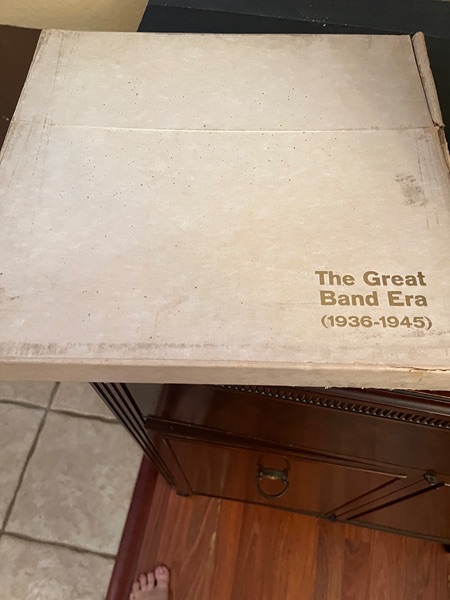 The Great
Band Era
(1936-1945)